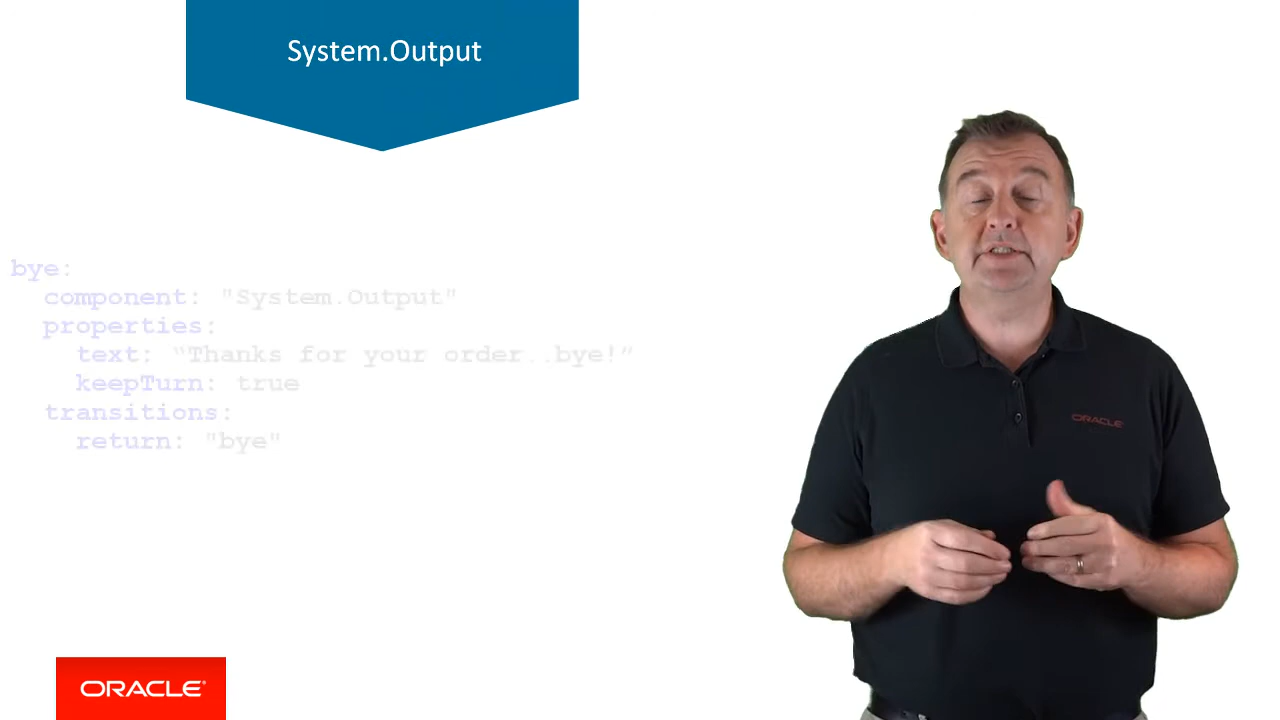 System.Output
bye:
component: "System.Output"
properties:
text: “Thanks for your order..bye!”
keepTurn: true
transitions:
return: "bye"
ORACLE
ORACLE®